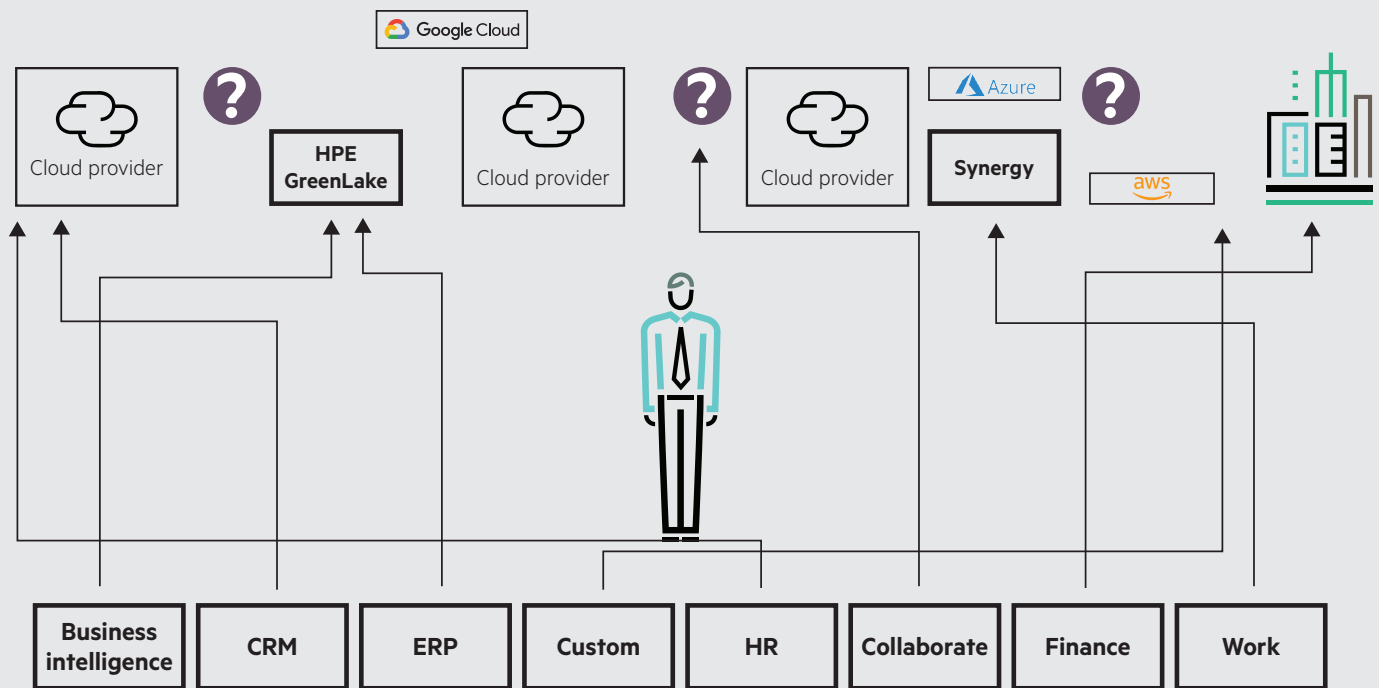 Google Cloud
?
?
Azure
?
Cloud provider
HPE
GreenLake
Cloud provider
Cloud provider
Synergy
aws
Business
intelligence
CRM
ERP
Custom
HR
Collaborate
Finance
Work